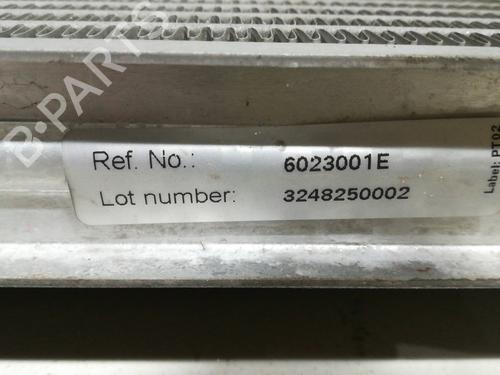 B-PARTS
Ref. No.: 6023001E
Lot number: 3248250002
Label: PT02